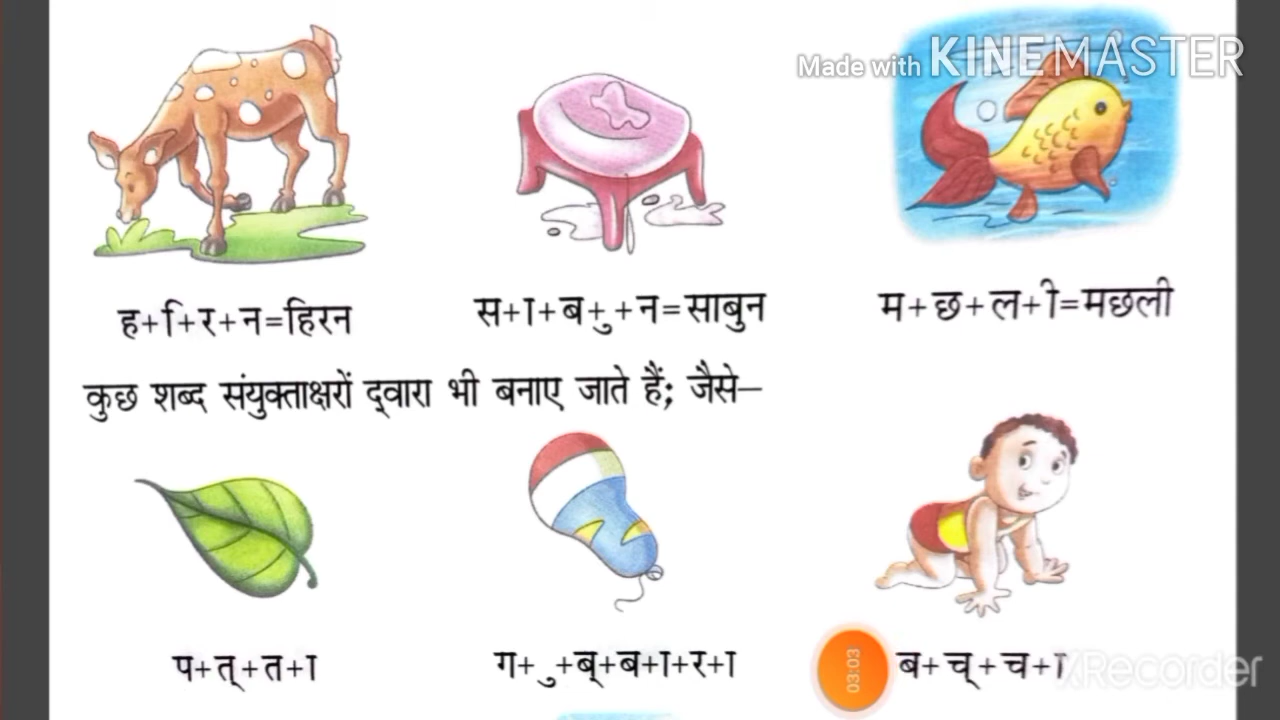 Made with KINEMASTER
ह+ि+र+न=हिरन
स+ा+ब+ु+न=साबुन
म+छ+ल+ी=मछली
कुछ शब्द संयुक्ताक्षरों द्‌वारा भी बनाए जाते हैं; जैसे–
प+त्+त+ा
ग+ु+ब्+ब+ा+र+ा
03:03
ब+च्+च+ा
XRecorder